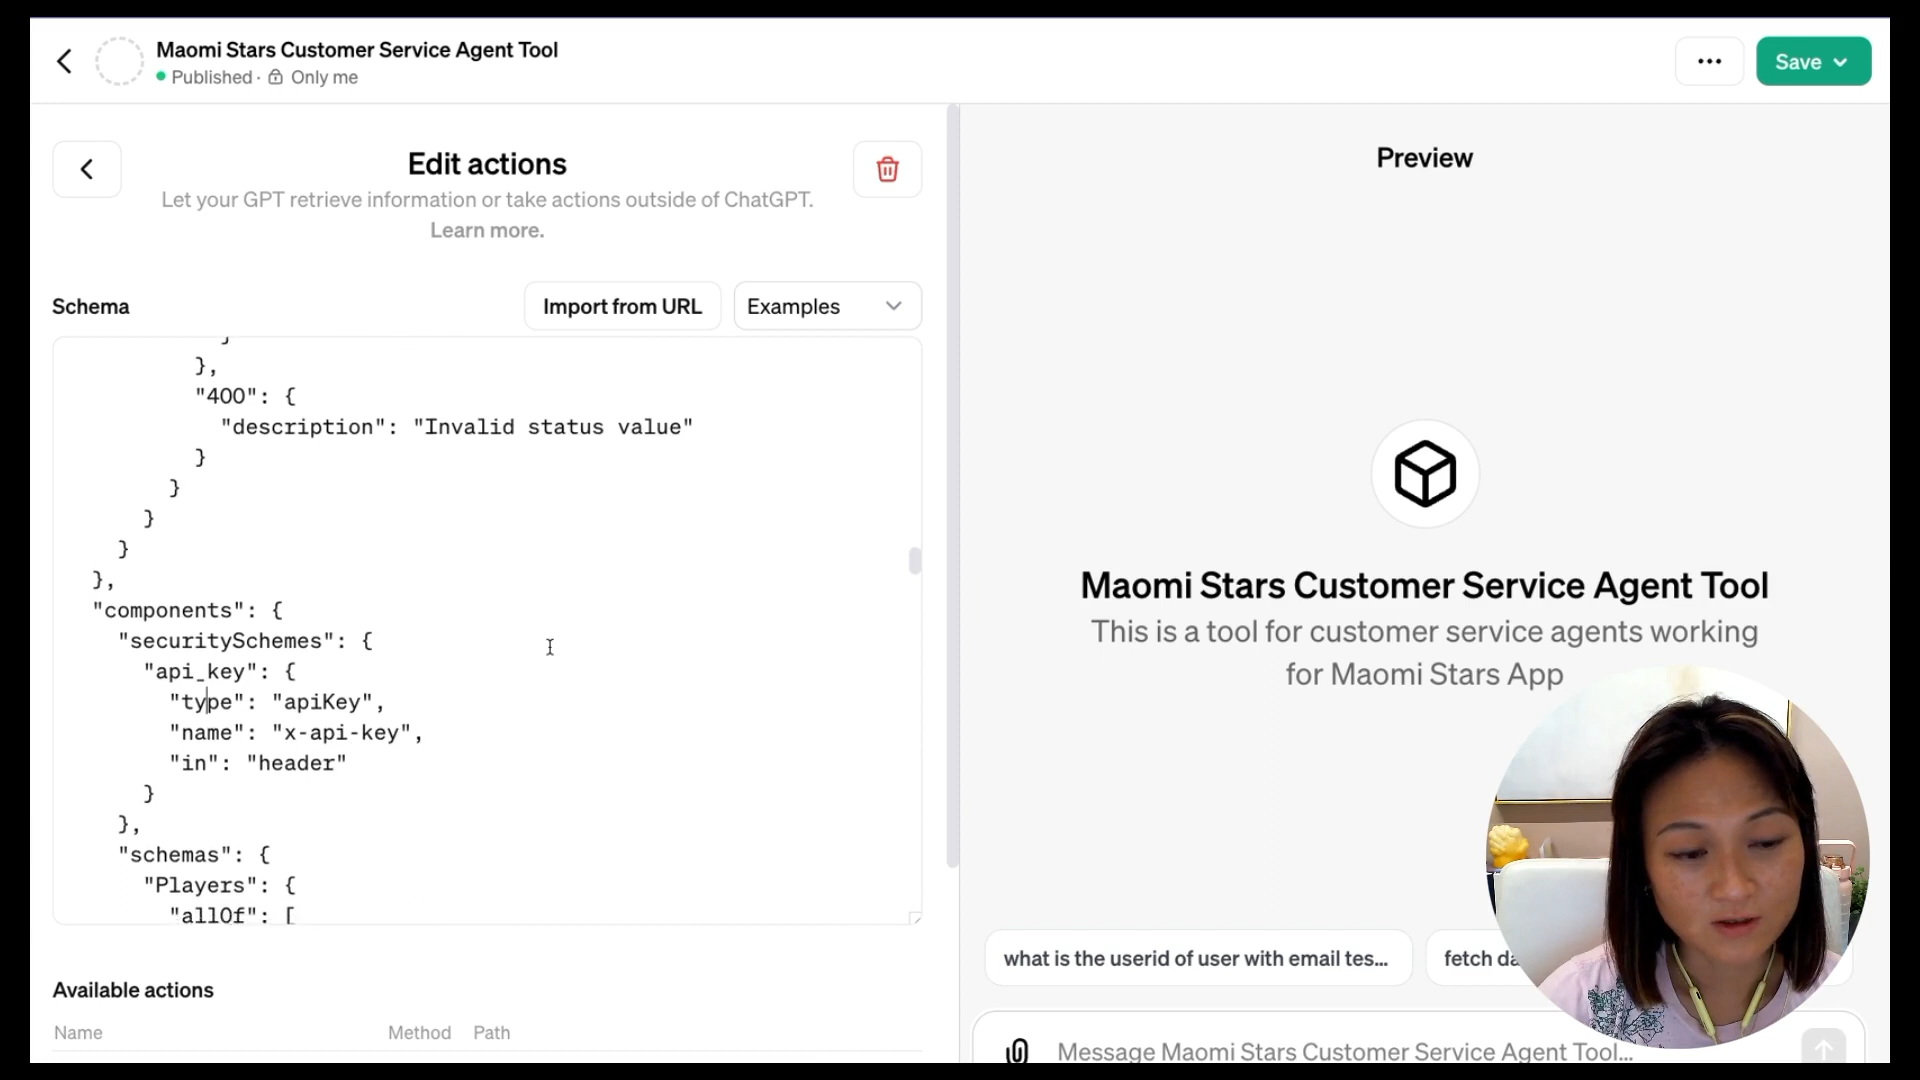 Maomi Stars Customer Service Agent Tool
Published · Only me
Save
Edit actions
Let your GPT retrieve information or take actions outside of ChatGPT.
Learn more.
Schema
Import from URL
Examples
}
},
"400": {
"description": "Invalid status value"
}
}
}
}
},
"components": {
"securitySchemes": {
"api_key": {
"type": "apiKey",
"name": "x-api-key",
"in": "header"
}
},
"schemas": {
"Players": {
"allOf": [
Available actions
Name Method Path
Preview
Maomi Stars Customer Service Agent Tool
This is a tool for customer service agents working
for Maomi Stars App
what is the userid of user with email tes...
fetch
Message Maomi Stars Customer Service Agent Tool...